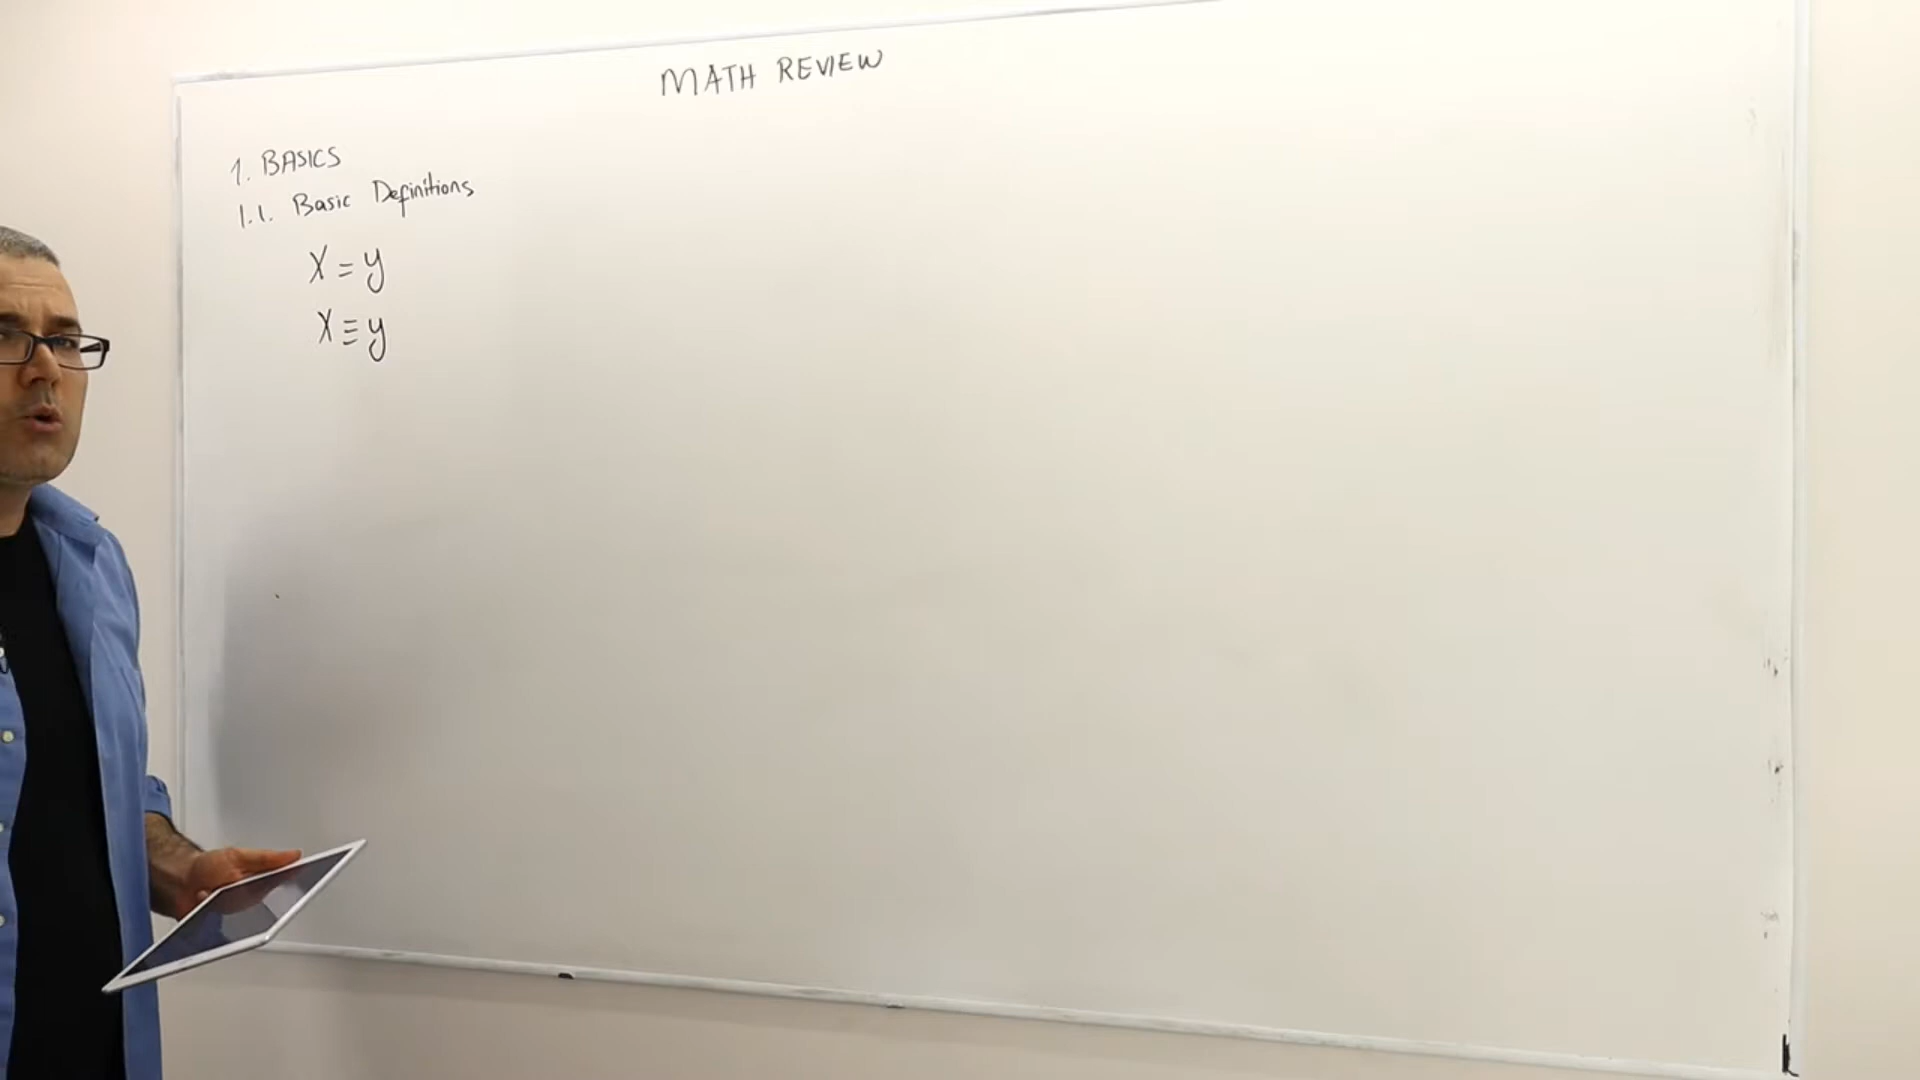 MATH REVIEW
1. BASICS
1.1. Basic Definitions
X = y
X ≡ y